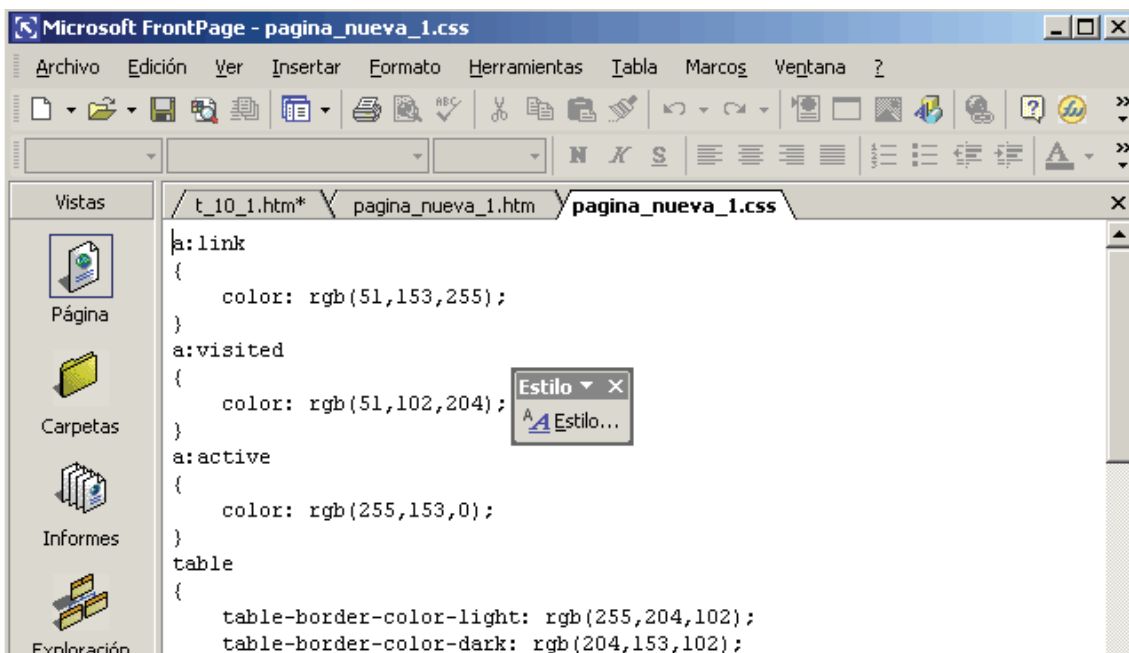 Microsoft FrontPage - pagina_nueva_1.css
Archivo Edición Ver Insertar Formato Herramientas Tabla Marcos Ventana ?
N K S A
Vistas
t_10_1.htm* pagina_nueva_1.htm pagina_nueva_1.css
Página
Carpetas
Informes
Exploración
a:link
{
color: rgb(51,153,255);
}
a:visited
{
color: rgb(51,102,204);
}
a:active
{
color: rgb(255,153,0);
}
table
{
table-border-color-light: rgb(255,204,102);
table-border-color-dark: rgb(204,153,102);
Estilo
Estilo...